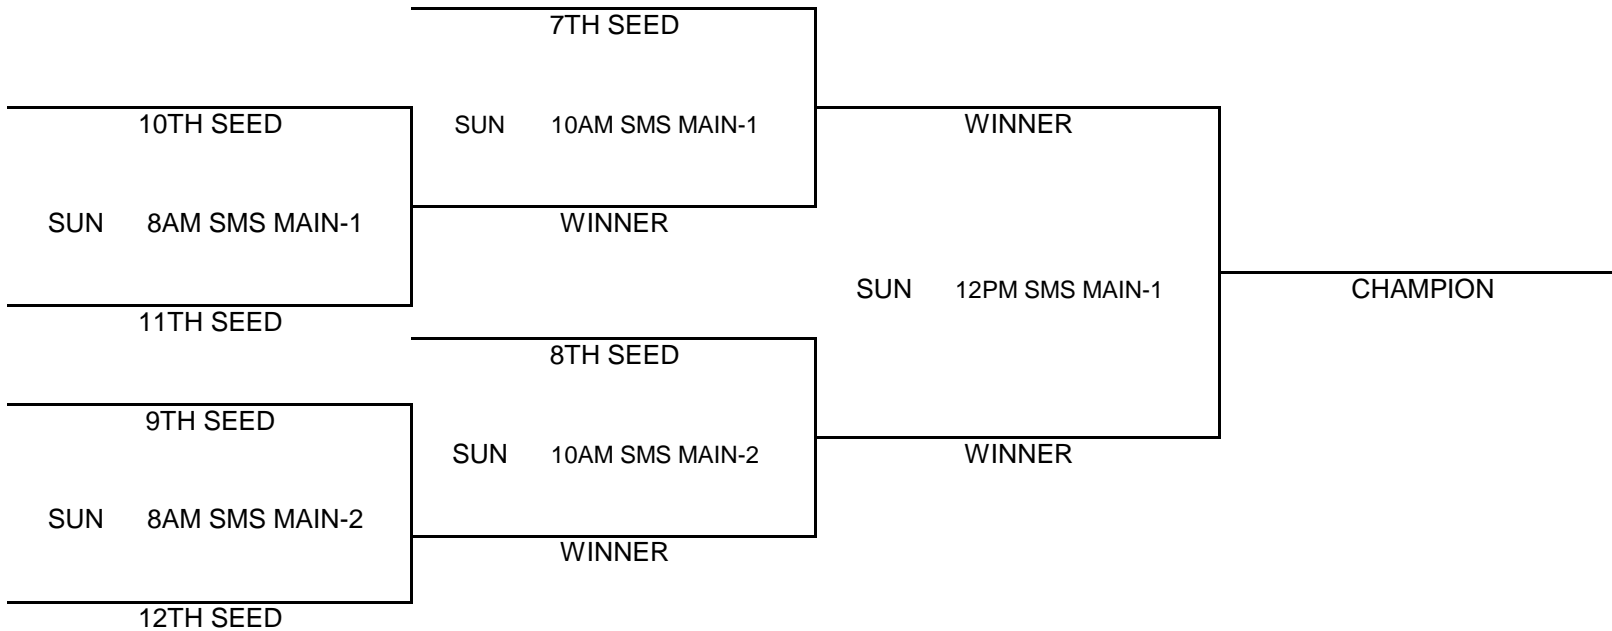 7TH SEED
10TH SEED
SUN 10AM SMS MAIN-1
WINNER
SUN 8AM SMS MAIN-1
WINNER
SUN 12PM SMS MAIN-1
CHAMPION
11TH SEED
8TH SEED
9TH SEED
SUN 10AM SMS MAIN-2
WINNER
SUN 8AM SMS MAIN-2
WINNER
12TH SEED